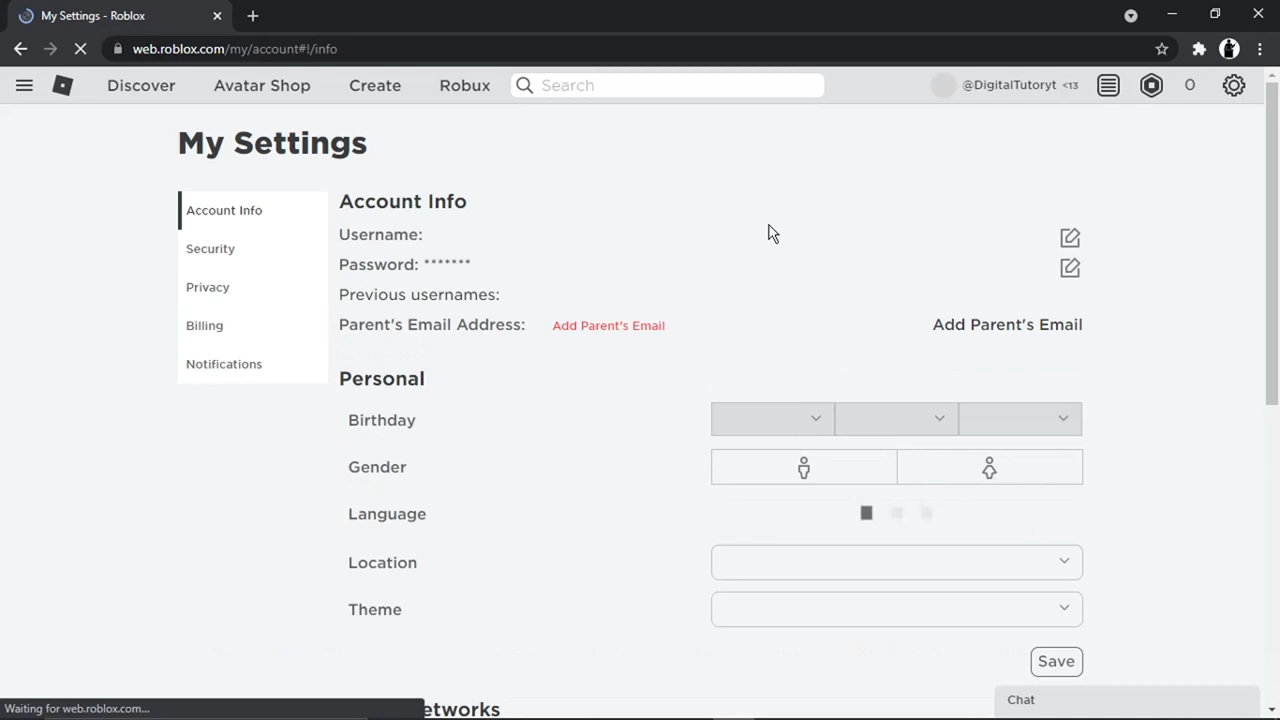 My Settings - Roblox
web.roblox.com/my/account#!/info
Discover Avatar Shop Create Robux Search @DigitalTutoryt <13 0
My Settings
Account Info
Security
Privacy
Billing
Notifications
Account Info
Username:
Password: *******
Previous usernames:
Parent's Email Address: Add Parent's Email Add Parent's Email
Personal
Birthday
Gender
Language
Location
Theme
Save
etworks
Chat
Waiting for web.roblox.com...